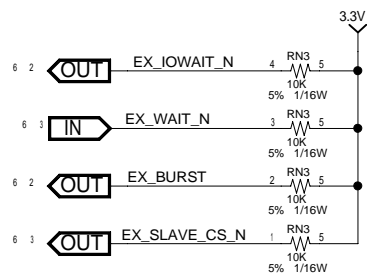 3.3V
6 2 OUT EX_IOWAIT_N 4 RN3 5
10K
5% 1/16W
6 3 IN EX_WAIT_N 3 RN3 5
10K
5% 1/16W
6 2 OUT EX_BURST 2 RN3 5
10K
5% 1/16W
6 3 OUT EX_SLAVE_CS_N 1 RN3 5
10K
5% 1/16W